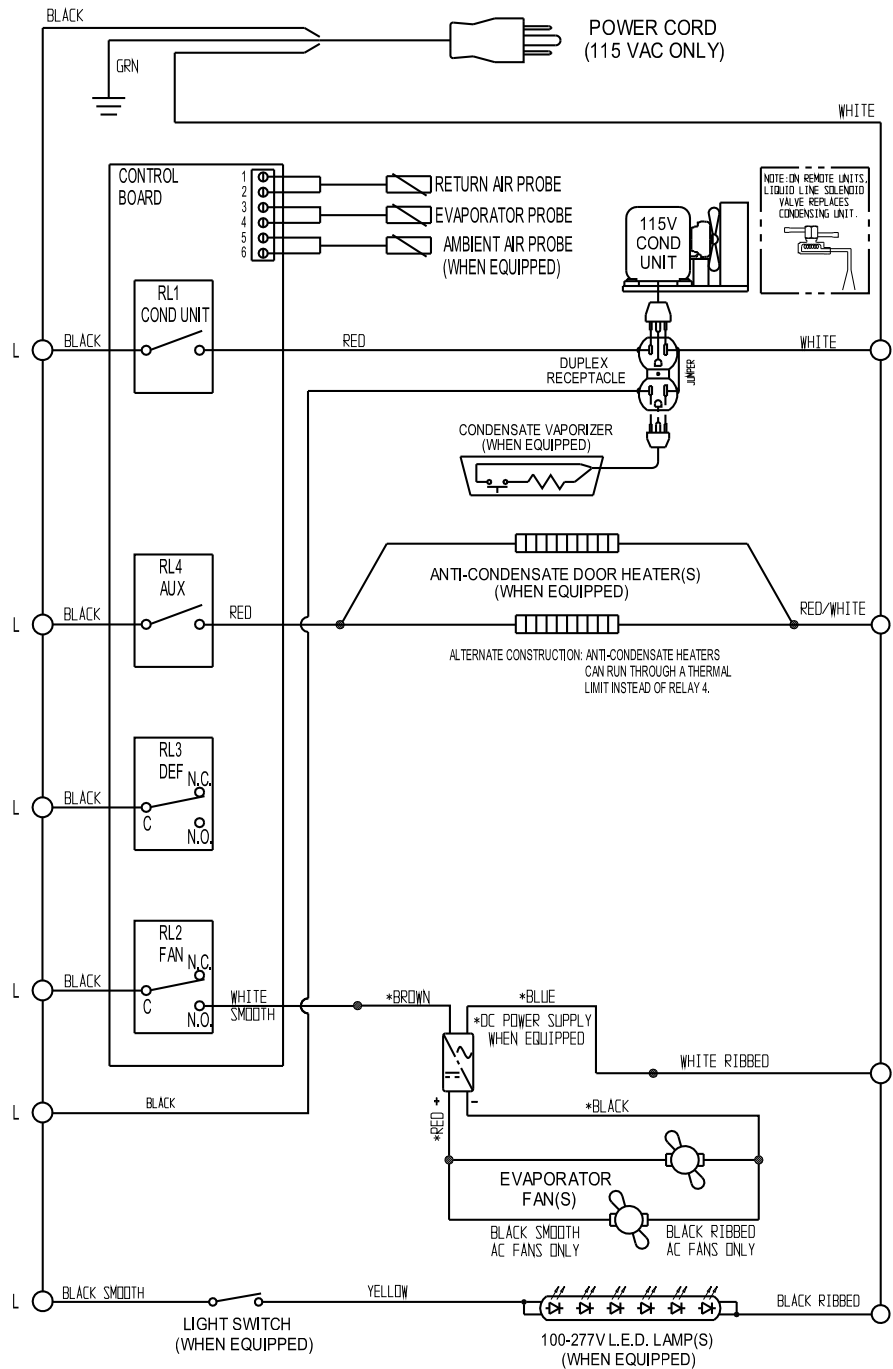 BLACK
POWER CORD
(115 VAC ONLY)
GRN
WHITE
CONTROL
BOARD
1
2
3
4
5
6
RETURN AIR PROBE
EVAPORATOR PROBE
AMBIENT AIR PROBE
(WHEN EQUIPPED)
115V
COND
UNIT
NOTE:ON REMOTE UNITS,
LIQUID LINE SOLENOID
VALVE REPLACES
CONDENSING UNIT.
RL1
COND UNIT
L
BLACK
RED
WHITE
DUPLEX
RECEPTACLE
JUMPER
CONDENSATE VAPORIZER
(WHEN EQUIPPED)
RL4
AUX
L
BLACK
RED
ANTI-CONDENSATE DOOR HEATER(S)
(WHEN EQUIPPED)
RED/WHITE
ALTERNATE CONSTRUCTION: ANTI-CONDENSATE HEATERS
CAN RUN THROUGH A THERMAL
LIMIT INSTEAD OF RELAY 4.
RL3
DEF
N.C.
L
BLACK
C
N.O.
RL2
FAN
N.C.
L
BLACK
C
N.O.
WHITE
SMOOTH
*BROWN
*BLUE
*DC POWER SUPPLY
WHEN EQUIPPED
WHITE RIBBED
L
BLACK
+
-
*RED
*BLACK
EVAPORATOR
FAN(S)
BLACK SMOOTH
AC FANS ONLY
BLACK RIBBED
AC FANS ONLY
L
BLACK SMOOTH
YELLOW
BLACK RIBBED
LIGHT SWITCH
(WHEN EQUIPPED)
100-277V L.E.D. LAMP(S)
(WHEN EQUIPPED)